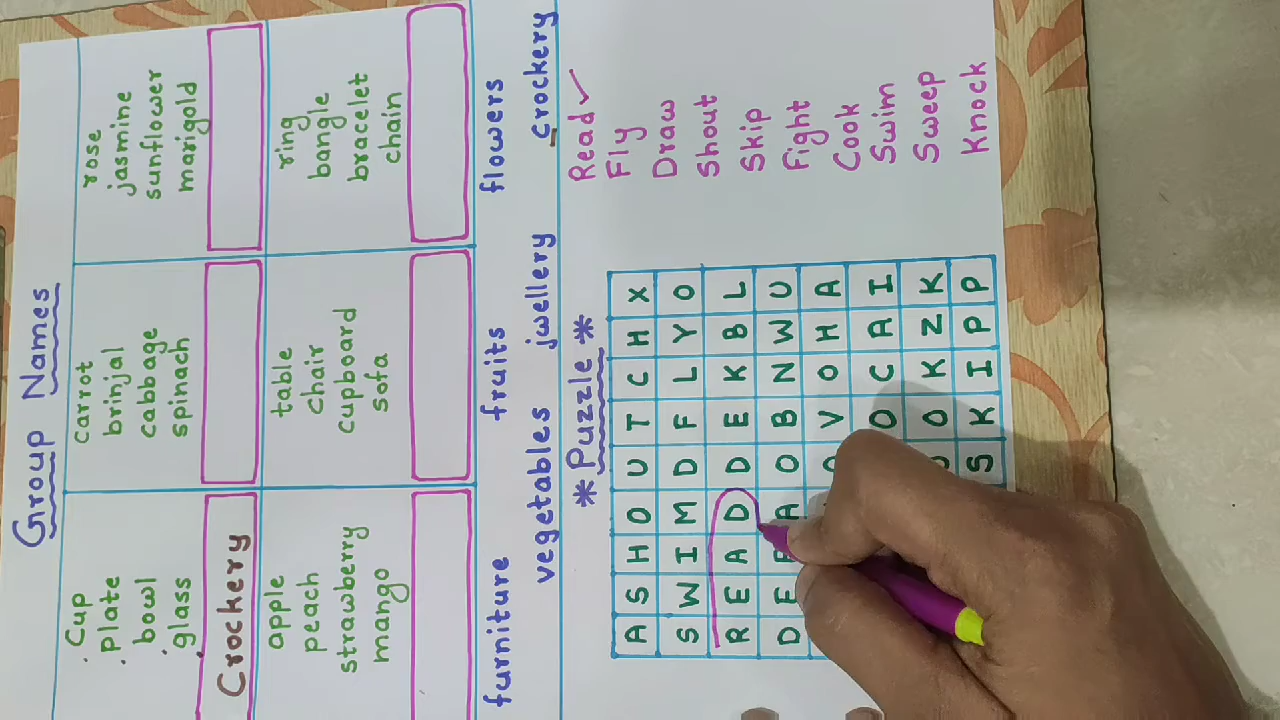 Group Names
Cup
plate
bowl
glass
Crockery
carrot
brinjal
cabbage
spinach
rose
jasmine
sunflower
marigold
apple
peach
strawberry
mango
table
chair
cupboard
sofa
ring
bangle
bracelet
chain
furniture fruits flowers
vegetables jwellery crockery
* Puzzle *
A S H O U T C H X
S W I M D F L Y O
R E A D D E K B L
D E A O B N W U
V O H A
O C A I
O K Z K
S K I P P
Read ✓
Fly
Draw
Shout
Skip
Fight
Cook
Swim
Sweep
Knock